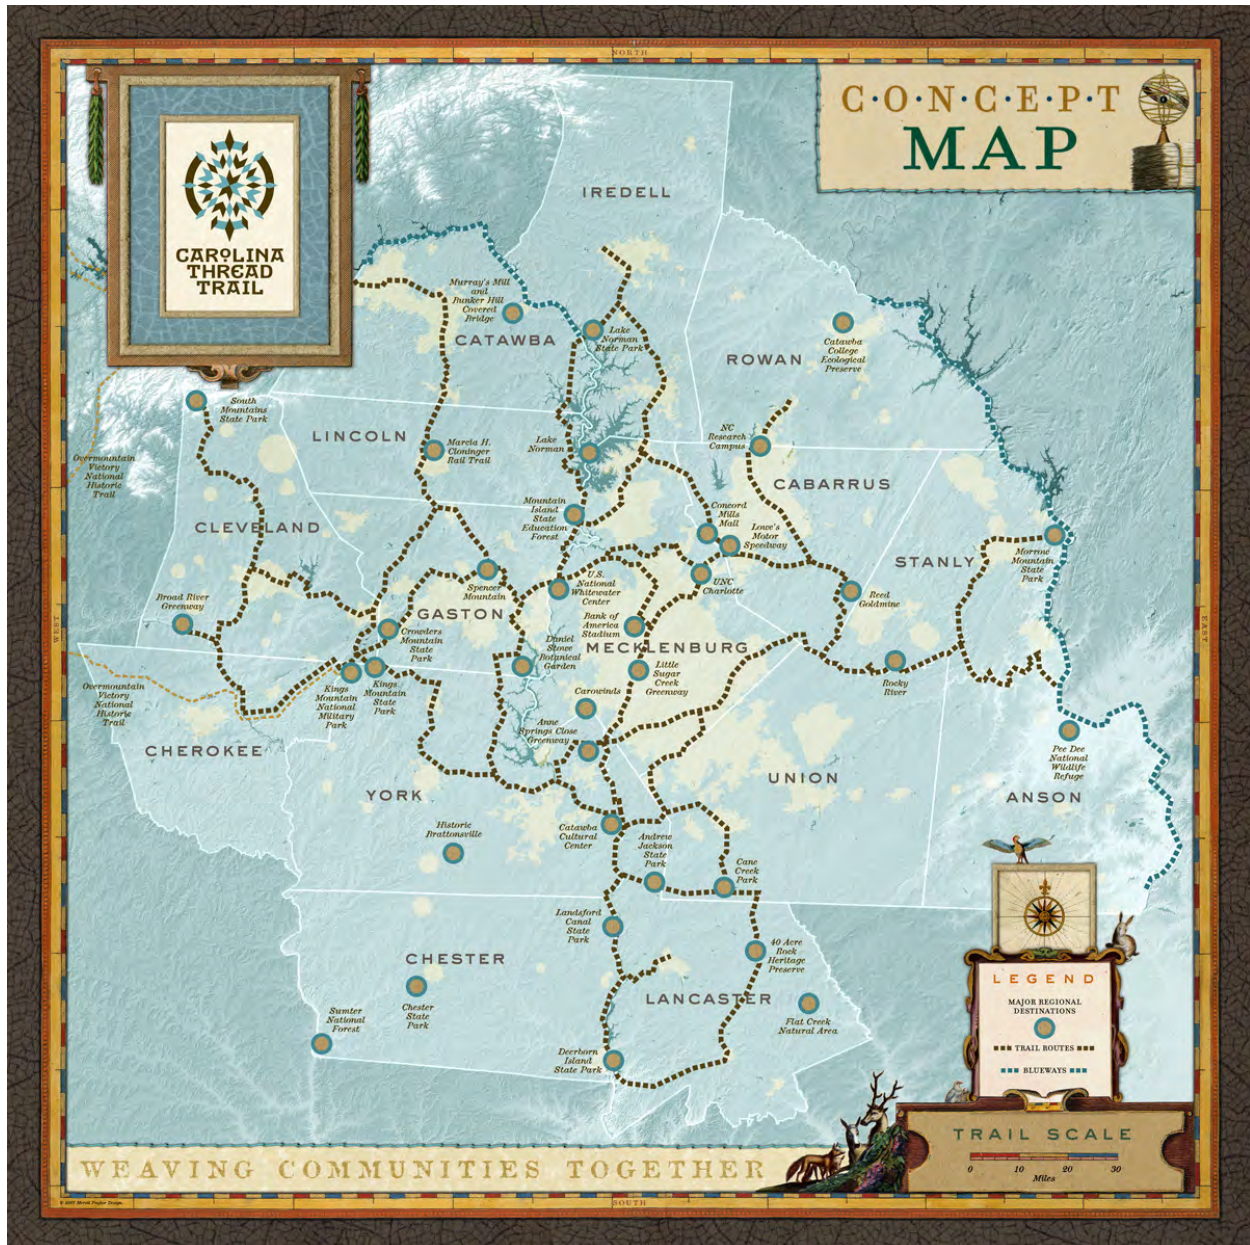 NORTH
C·O·N·C·E·P·T
MAP
CAROLINA
THREAD
TRAIL
IREDELL
Murray's Mill
and
Bunker Hill
Covered
Bridge
CATAWBA
Lake
Norman
State Park
ROWAN
Catawba
College
Ecological
Preserve
South
Mountains
State Park
LINCOLN
Marcia H.
Cloninger
Rail Trail
Lake
Norman
NC
Research
Campus
Overmountain
Victory
National
Historic
Trail
CABARRUS
CLEVELAND
Mountain
Island
State
Education
Forest
Concord
Mills
Mall
Lowe's
Motor
Speedway
STANLY
Morrow
Mountain
State
Park
Broad River
Greenway
Spencer
Mountain
U.S.
National
Whitewater
Center
UNC
Charlotte
Reed
Goldmine
GASTON
WEST
EAST
Crowders
Mountain
State
Park
Bank of
America
Stadium
Daniel
Stowe
Botanical
Garden
MECKLENBURG
Little
Sugar
Creek
Greenway
Rocky
River
Overmountain
Victory
National
Historic
Trail
Kings
Mountain
National
Military
Park
Kings
Mountain
State
Park
Carowinds
Anne
Springs Close
Greenway
CHEROKEE
Pee Dee
National
Wildlife
Refuge
UNION
YORK
ANSON
Historic
Brattonsville
Catawba
Cultural
Center
Andrew
Jackson
State
Park
Cane
Creek
Park
Landsford
Canal
State
Park
CHESTER
40 Acre
Rock
Heritage
Preserve
LANCASTER
Chester
State
Park
Flat Creek
Natural Area
Sumter
National
Forest
Deerborn
Island
State Park
LEGEND
MAJOR REGIONAL
DESTINATIONS
TRAIL ROUTES
BLUEWAYS
TRAIL SCALE
0 10 20 30
Miles
WEAVING COMMUNITIES TOGETHER
SOUTH